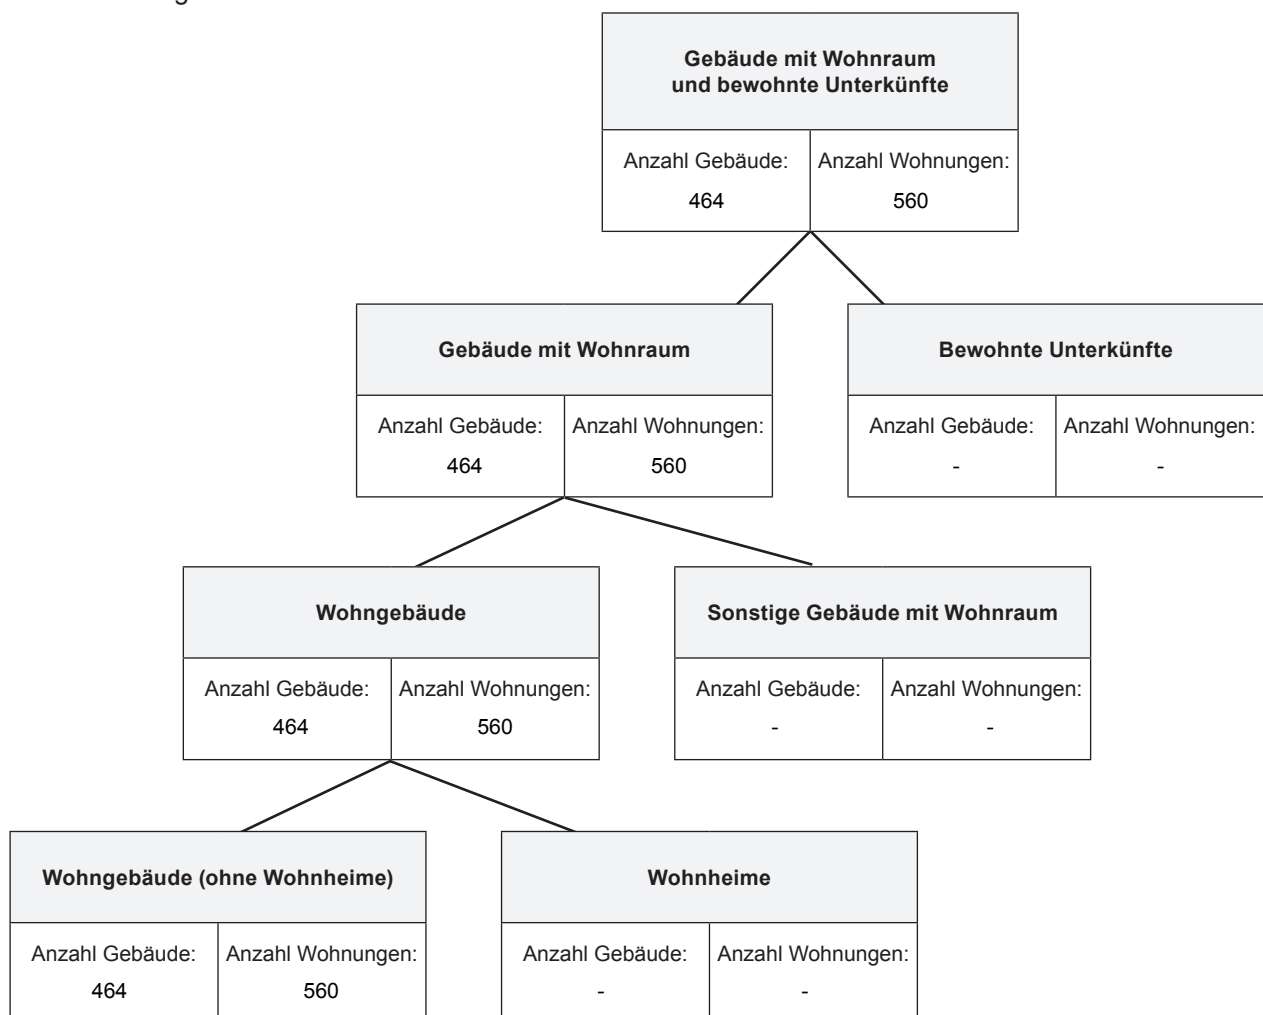 Gebäude mit Wohnraum
und bewohnte Unterkünfte
Anzahl Gebäude: Anzahl Wohnungen:
464 560
Gebäude mit Wohnraum Bewohnte Unterkünfte
Anzahl Gebäude: Anzahl Wohnungen: Anzahl Gebäude: Anzahl Wohnungen:
464 560 - -
Wohngebäude Sonstige Gebäude mit Wohnraum
Anzahl Gebäude: Anzahl Wohnungen: Anzahl Gebäude: Anzahl Wohnungen:
464 560 - -
Wohngebäude (ohne Wohnheime) Wohnheime
Anzahl Gebäude: Anzahl Wohnungen: Anzahl Gebäude: Anzahl Wohnungen:
464 560 - -